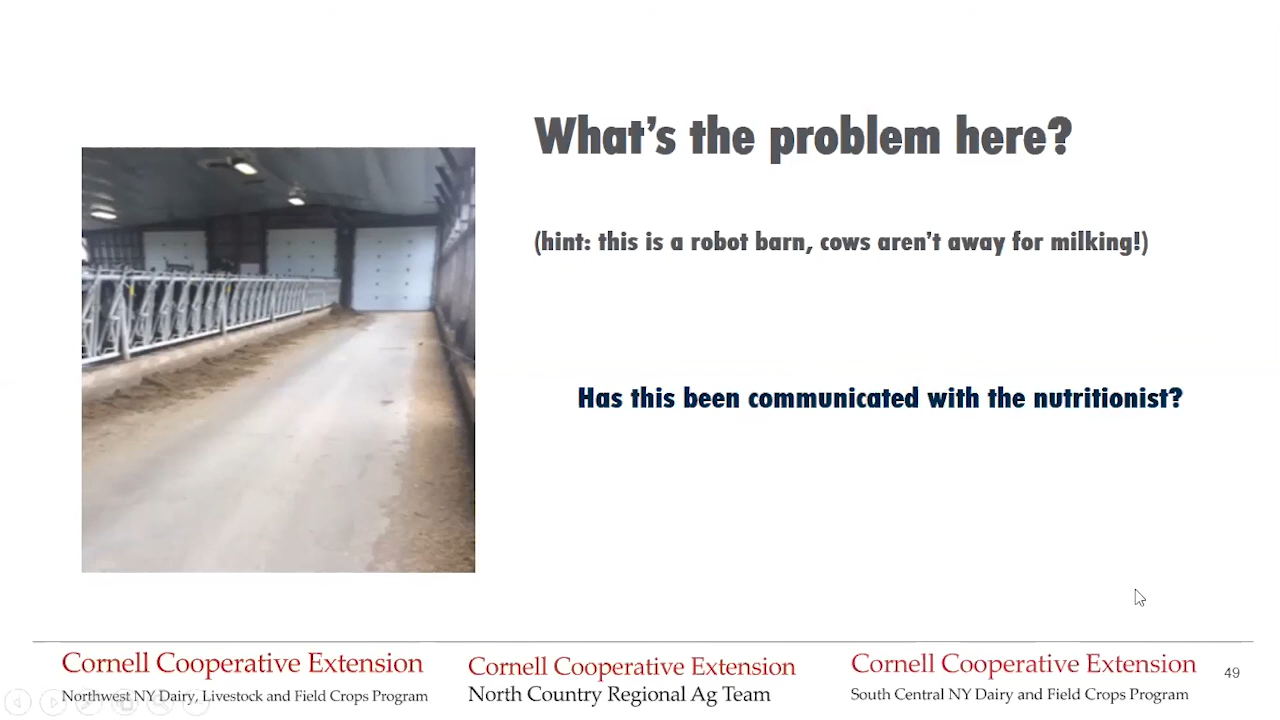 What's the problem here?
(hint: this is a robot barn, cows aren't away for milking!)
Has this been communicated with the nutritionist?
Cornell Cooperative Extension
Northwest NY Dairy, Livestock and Field Crops Program
Cornell Cooperative Extension
North Country Regional Ag Team
Cornell Cooperative Extension
South Central NY Dairy and Field Crops Program
49